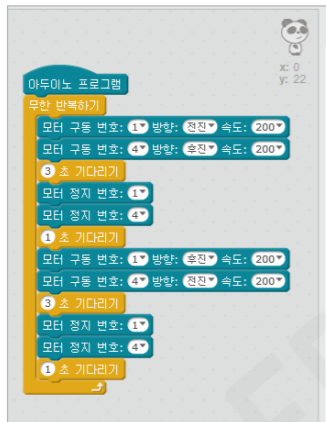 x: 0
y: 22
아두이노 프로그램
무한 반복하기
모터 구동 번호: 1 방향: 전진 속도: 200
모터 구동 번호: 4 방향: 후진 속도: 200
3 초 기다리기
모터 정지 번호: 1
모터 정지 번호: 4
1 초 기다리기
모터 구동 번호: 1 방향: 후진 속도: 200
모터 구동 번호: 4 방향: 전진 속도: 200
3 초 기다리기
모터 정지 번호: 1
모터 정지 번호: 4
1 초 기다리기